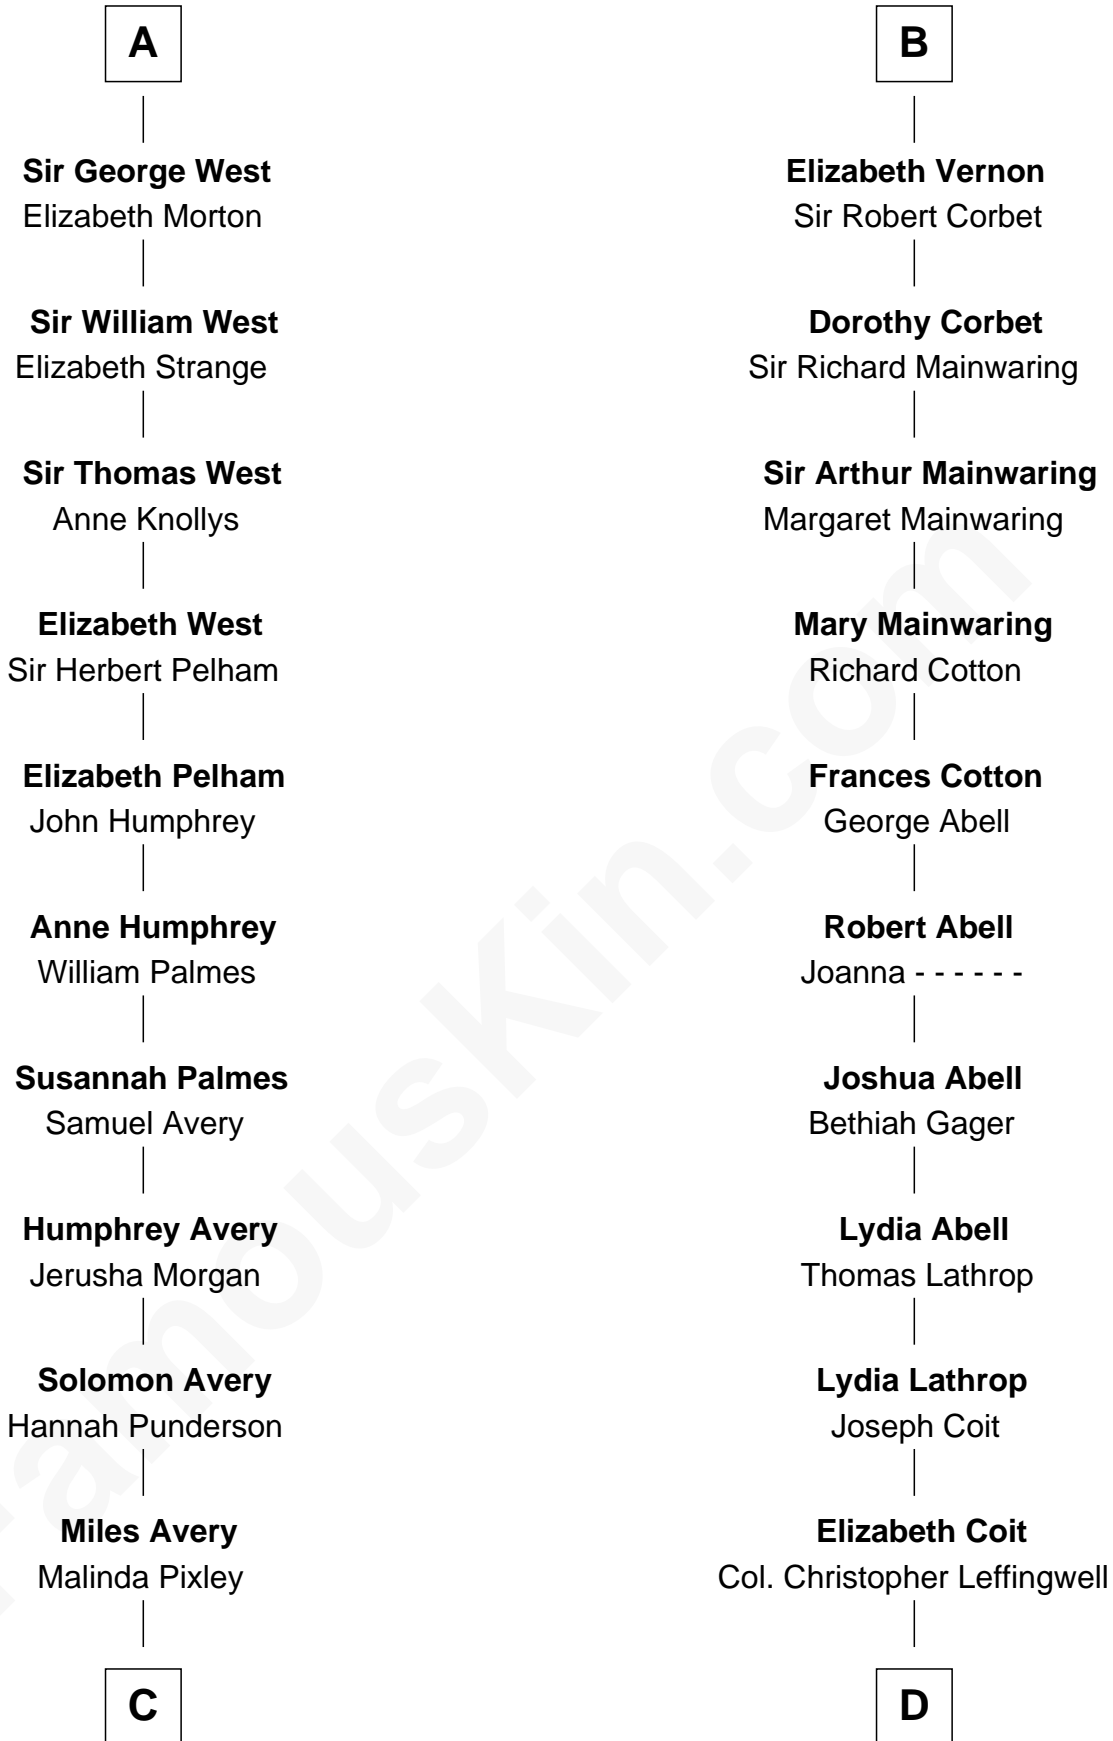 A
Sir George West
Elizabeth Morton
Sir William West
Elizabeth Strange
Sir Thomas West
Anne Knollys
Elizabeth West
Sir Herbert Pelham
Elizabeth Pelham
John Humphrey
Anne Humphrey
William Palmes
Susannah Palmes
Samuel Avery
Humphrey Avery
Jerusha Morgan
Solomon Avery
Hannah Punderson
Miles Avery
Malinda Pixley
C
B
Elizabeth Vernon
Sir Robert Corbet
Dorothy Corbet
Sir Richard Mainwaring
Sir Arthur Mainwaring
Margaret Mainwaring
Mary Mainwaring
Richard Cotton
Frances Cotton
George Abell
Robert Abell
Joanna - - - - - -
Joshua Abell
Bethiah Gager
Lydia Abell
Thomas Lathrop
Lydia Lathrop
Joseph Coit
Elizabeth Coit
Col. Christopher Leffingwell
D
FamousKin.com